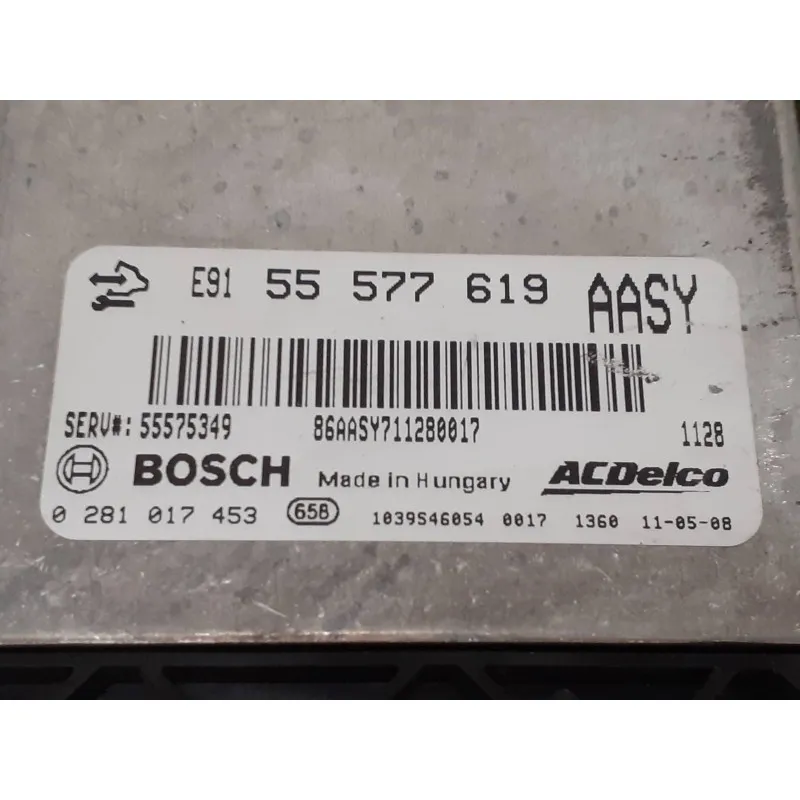 E91 55 577 619 AASY
SERV#: 55575349 86AASY711280017 1128
BOSCH Made in Hungary ACDelco
0 281 017 453 658 1039S46054 0017 1360 11-05-08